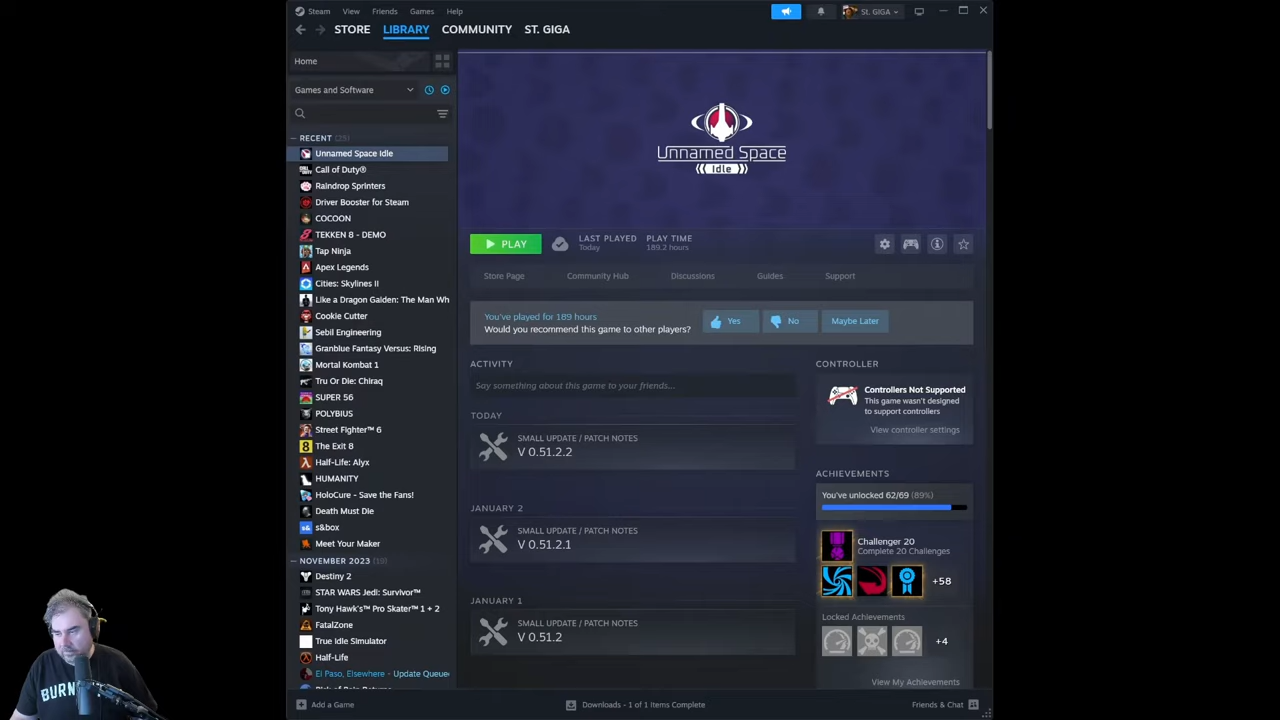 Steam View Friends Games Help
ST. GIGA
STORE LIBRARY COMMUNITY ST. GIGA
Home
Games and Software
RECENT (25)
Unnamed Space Idle
Call of Duty®
Raindrop Sprinters
Driver Booster for Steam
COCOON
TEKKEN 8 - DEMO
Tap Ninja
Apex Legends
Cities: Skylines II
Like a Dragon Gaiden: The Man Wh
Cookie Cutter
Sebil Engineering
Granblue Fantasy Versus: Rising
Mortal Kombat 1
Tru Or Die: Chiraq
SUPER 56
POLYBIUS
Street Fighter™ 6
The Exit 8
Half-Life: Alyx
HUMANITY
HoloCure - Save the Fans!
Death Must Die
s&box
Meet Your Maker
NOVEMBER 2023 (19)
Destiny 2
STAR WARS Jedi: Survivor™
Tony Hawk's™ Pro Skater™ 1 + 2
FatalZone
True Idle Simulator
Half-Life
El Paso, Elsewhere - Update Queue
Unnamed Space
Idle
PLAY
LAST PLAYED
Today
PLAY TIME
189.2 hours
Store Page Community Hub Discussions Guides Support
You've played for 189 hours
Would you recommend this game to other players?
Yes No Maybe Later
ACTIVITY
Say something about this game to your friends...
TODAY
SMALL UPDATE / PATCH NOTES
V 0.51.2.2
JANUARY 2
SMALL UPDATE / PATCH NOTES
V 0.51.2.1
JANUARY 1
SMALL UPDATE / PATCH NOTES
V 0.51.2
CONTROLLER
Controllers Not Supported
This game wasn't designed
to support controllers
View controller settings
ACHIEVEMENTS
You've unlocked 62/69 (89%)
Challenger 20
Complete 20 Challenges
+58
Locked Achievements
+4
View My Achievements
Add a Game
Downloads - 1 of 1 Items Complete
Friends & Chat
BURN